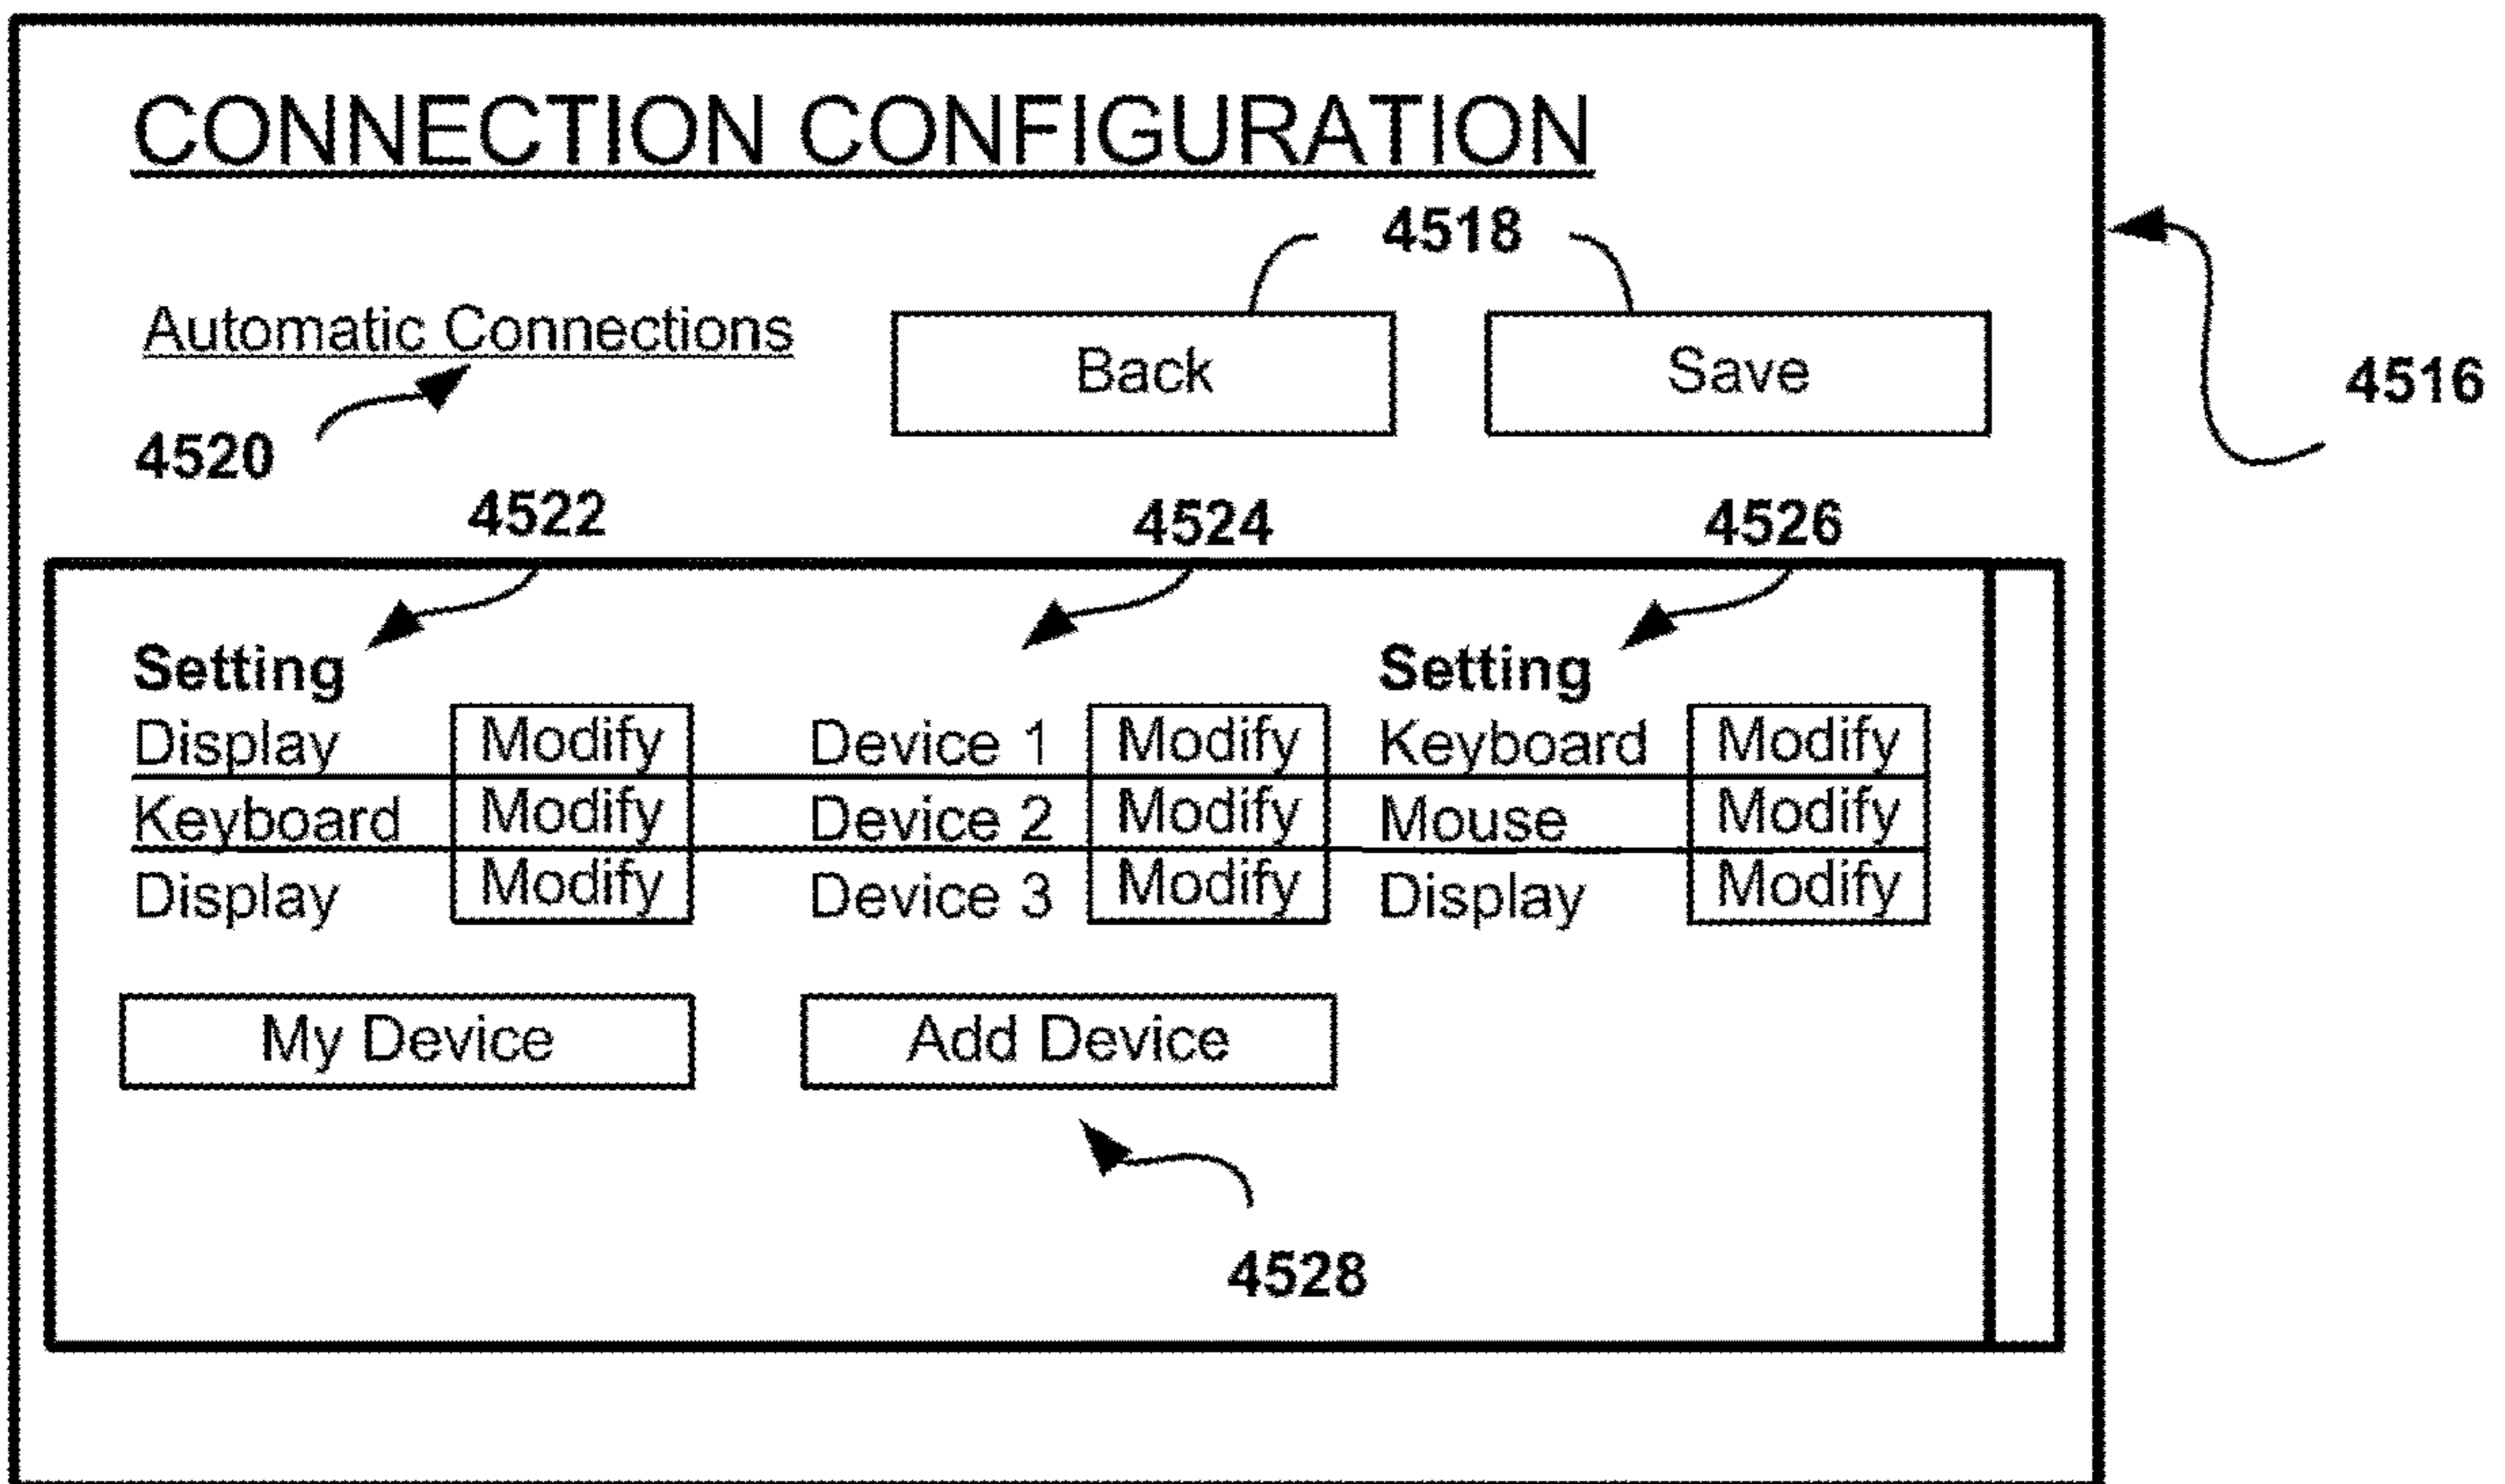 CONNECTION CONFIGURATION
4518
Automatic Connections Back Save
4516
4520
4522 4524 4526
Setting Setting
Display Modify Device 1 Modify Keyboard Modify
Keyboard Modify Device 2 Modify Mouse Modify
Display Modify Device 3 Modify Display Modify
My Device Add Device
4528